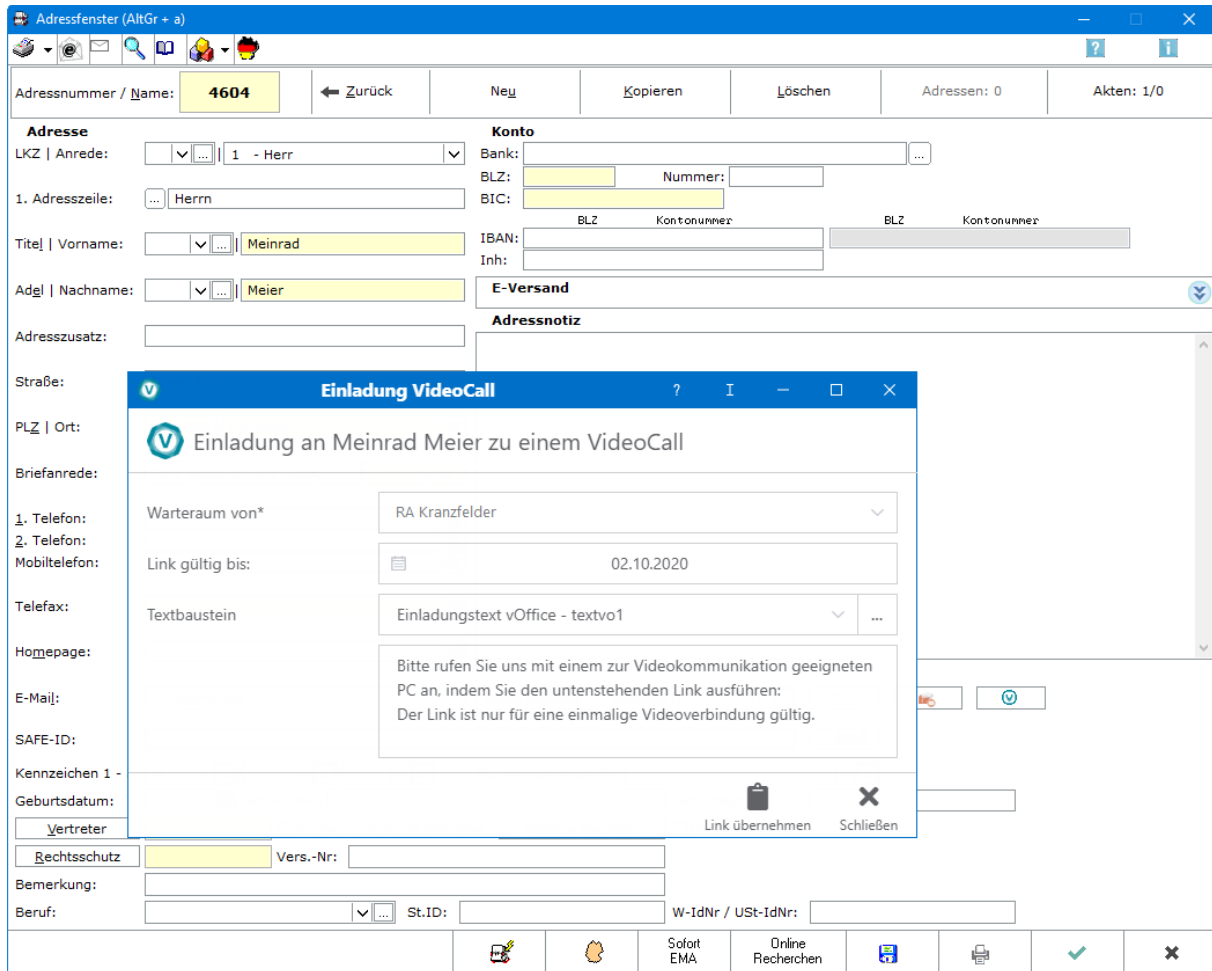 Adressfenster (AltGr + a)
? i
Adressnummer / Name: 4604 Zurück Neu Kopieren Löschen Adressen: 0 Akten: 1/0
Adresse Konto
LKZ | Anrede: ... | 1 - Herr Bank: ...
BLZ: Nummer:
1. Adresszeile: ... Herrn BIC:
BLZ Kontonummer BLZ Kontonummer
Titel | Vorname: ... | Meinrad IBAN:
Inh:
Adel | Nachname: ... | Meier E-Versand
Adressnotiz
Adresszusatz:
Straße:
Einladung VideoCall
PLZ | Ort:
Einladung an Meinrad Meier zu einem VideoCall
Briefanrede:
Warteraum von* RA Kranzfelder
1. Telefon:
2. Telefon:
Mobiltelefon:
Link gültig bis: 02.10.2020
Telefax:
Textbaustein Einladungstext vOffice - textvo1 ...
Homepage:
Bitte rufen Sie uns mit einem zur Videokommunikation geeigneten
PC an, indem Sie den untenstehenden Link ausführen:
Der Link ist nur für eine einmalige Videoverbindung gültig.
E-Mail:
SAFE-ID:
Kennzeichen 1 -
Geburtsdatum:
Link übernehmen Schließen
Vertreter
Rechtsschutz Vers.-Nr:
Bemerkung:
Beruf: ... St.ID: W-IdNr / USt-IdNr:
Sofort EMA Online Recherchen